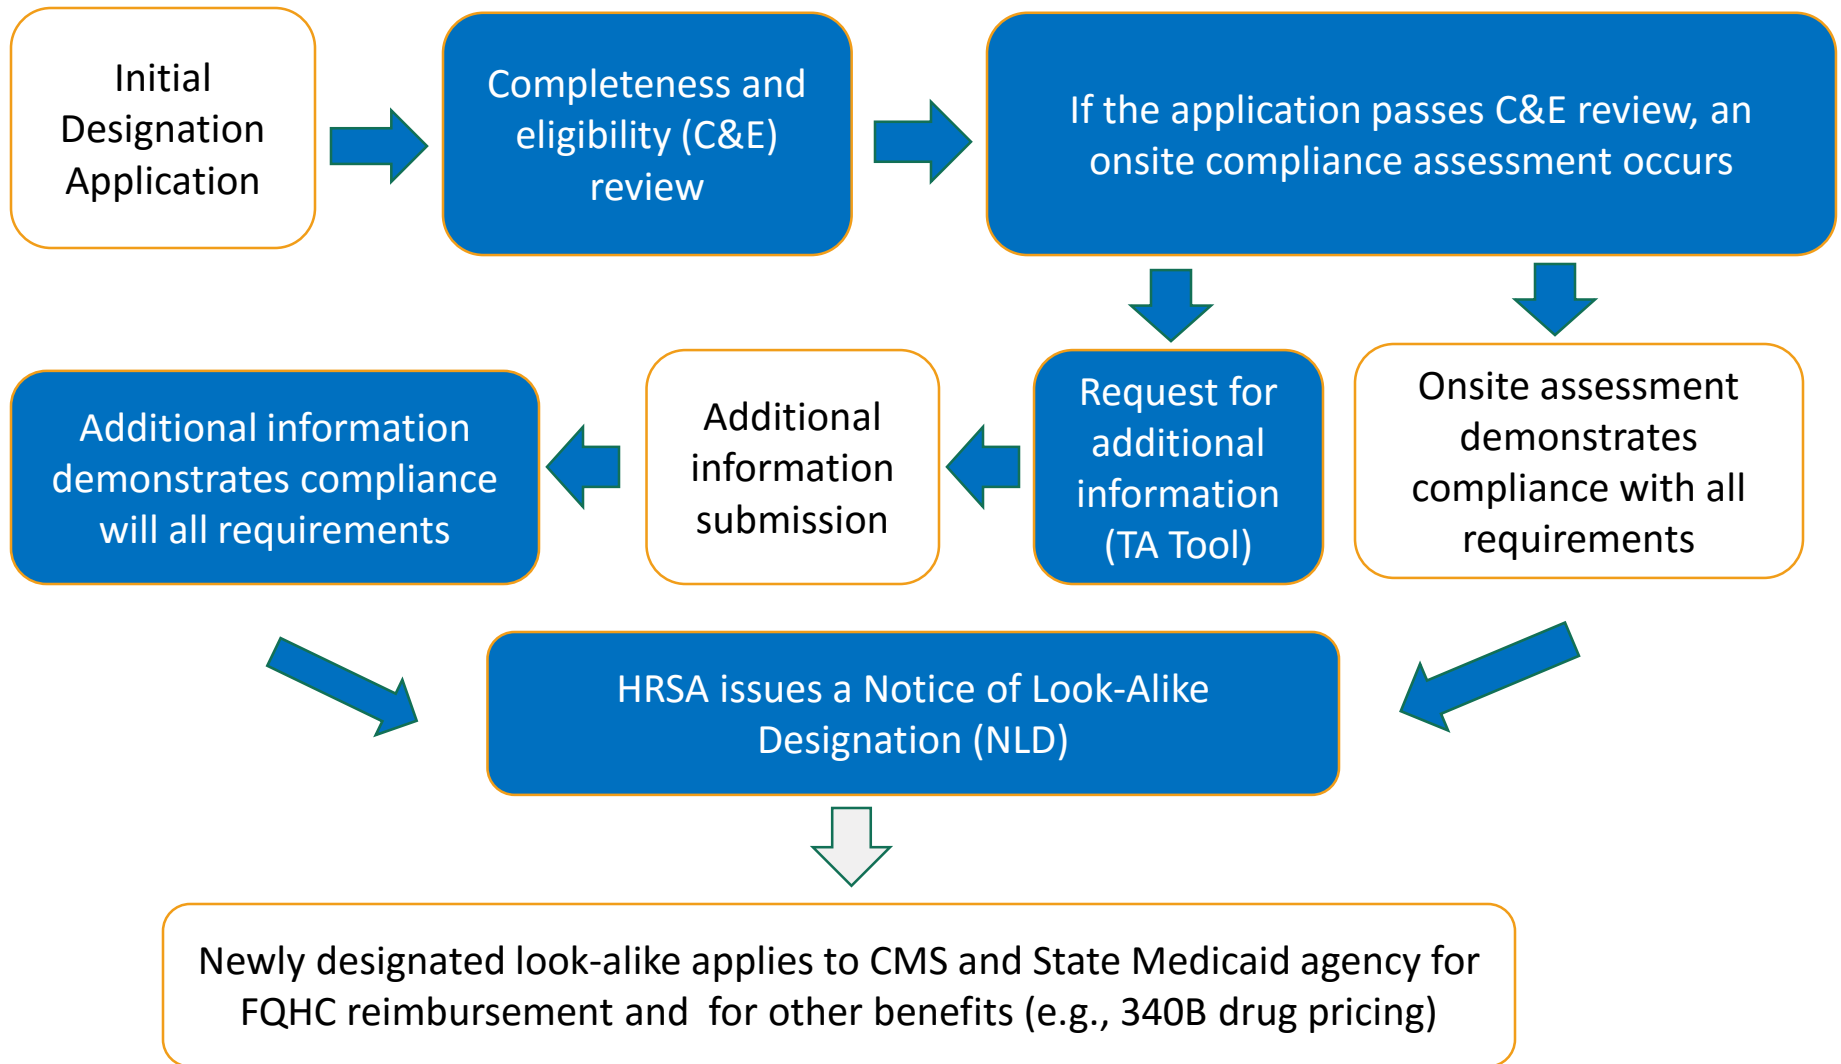 Initial
Designation
Application
Completeness and
eligibility (C&E)
review
If the application passes C&E review, an
onsite compliance assessment occurs
Additional information
demonstrates compliance
will all requirements
Additional
information
submission
Request for
additional
information
(TA Tool)
Onsite assessment
demonstrates
compliance with all
requirements
HRSA issues a Notice of Look-Alike
Designation (NLD)
Newly designated look-alike applies to CMS and State Medicaid agency for
FQHC reimbursement and  for other benefits (e.g., 340B drug pricing)